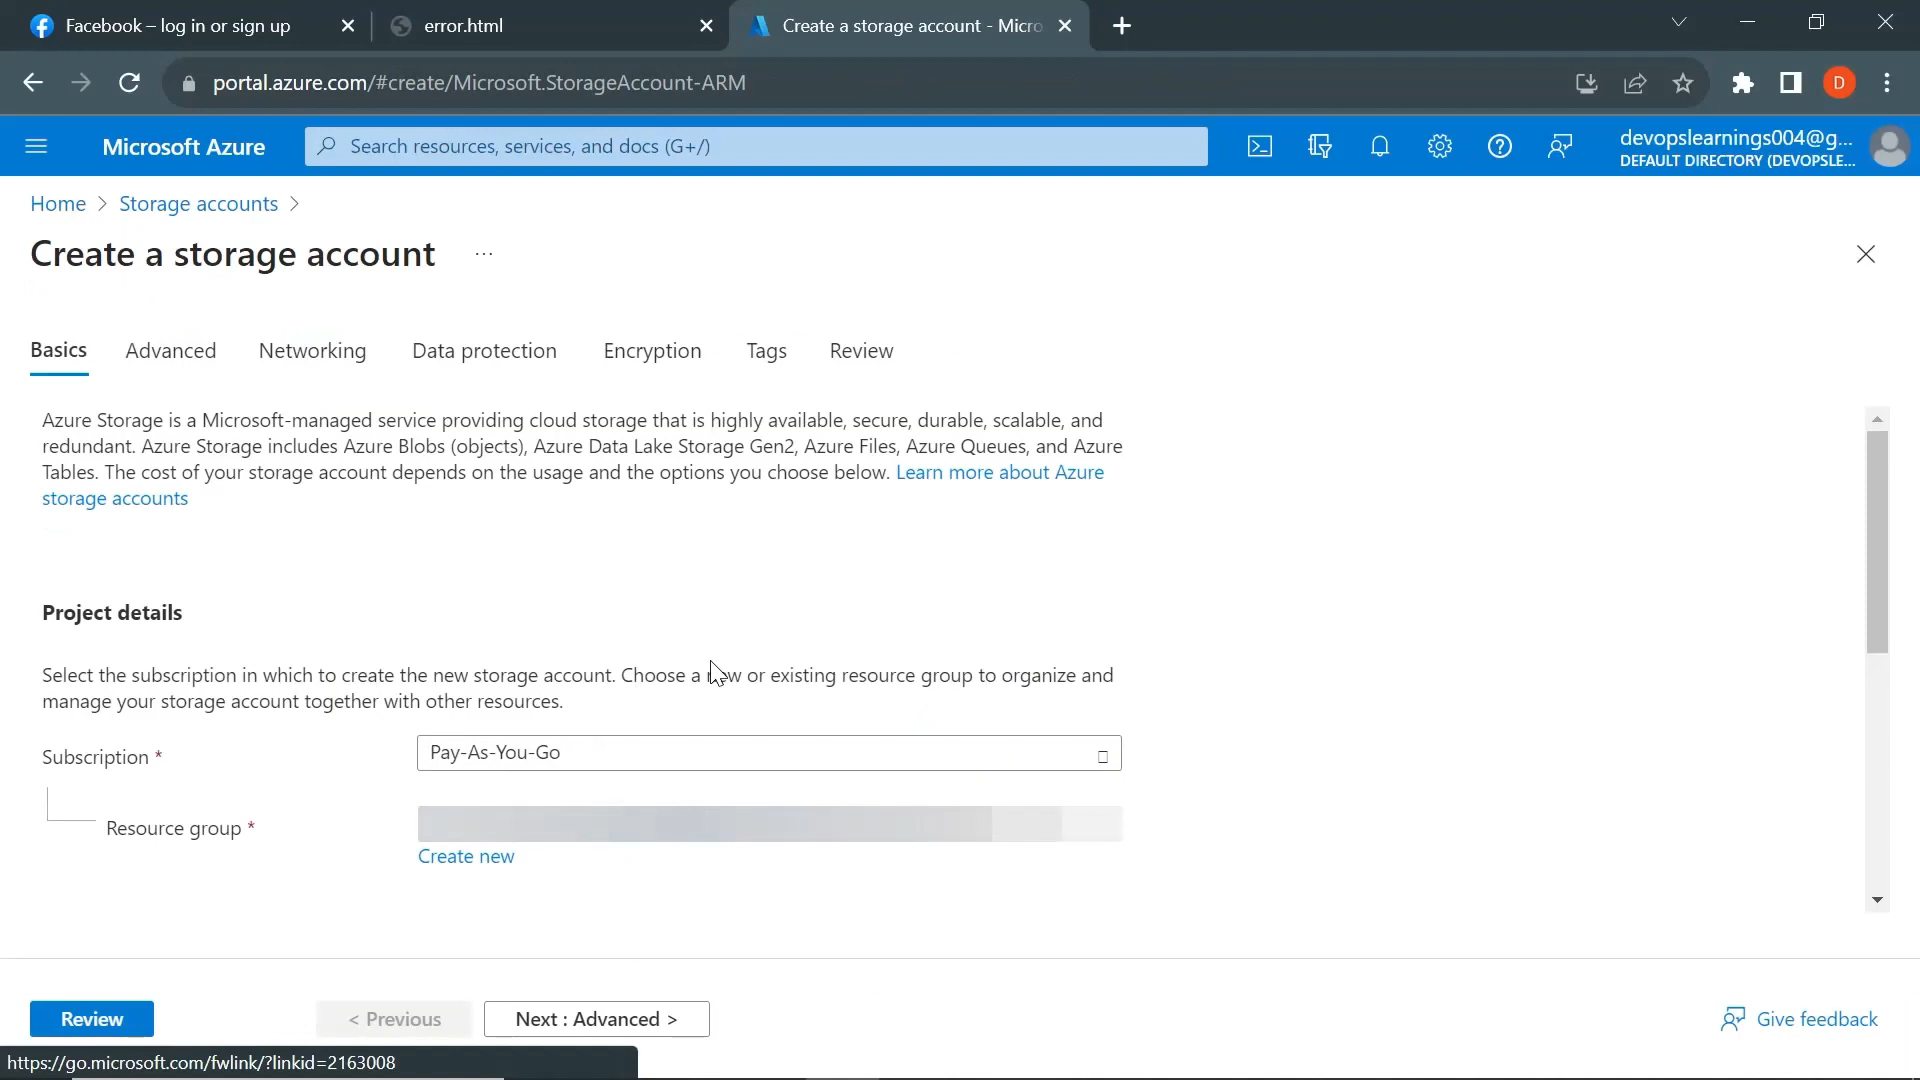 Facebook – log in or sign up
error.html
Create a storage account - Micro
portal.azure.com/#create/Microsoft.StorageAccount-ARM
D
Microsoft Azure
Search resources, services, and docs (G+/)
devopslearnings004@g...
DEFAULT DIRECTORY (DEVOPSLE...
Home > Storage accounts >
Create a storage account ...
Basics Advanced Networking Data protection Encryption Tags Review
Azure Storage is a Microsoft-managed service providing cloud storage that is highly available, secure, durable, scalable, and
redundant. Azure Storage includes Azure Blobs (objects), Azure Data Lake Storage Gen2, Azure Files, Azure Queues, and Azure
Tables. The cost of your storage account depends on the usage and the options you choose below. Learn more about Azure
storage accounts
Project details
Select the subscription in which to create the new storage account. Choose a new or existing resource group to organize and
manage your storage account together with other resources.
Subscription *
Pay-As-You-Go
Resource group *
Create new
Review
< Previous
Next : Advanced >
Give feedback
https://go.microsoft.com/fwlink/?linkid=2163008